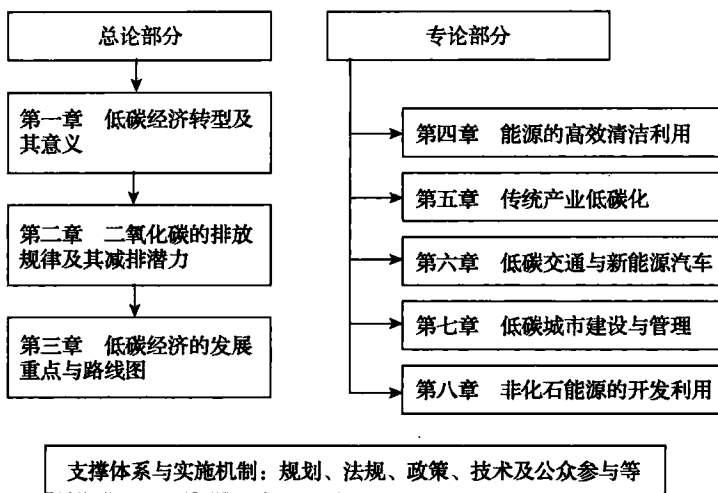 总论部分
第一章 低碳经济转型及
其意义
第二章 二氧化碳的排放
规律及其减排潜力
第三章 低碳经济的发展
重点与路线图
专论部分
第四章 能源的高效清洁利用
第五章 传统产业低碳化
第六章 低碳交通与新能源汽车
第七章 低碳城市建设与管理
第八章 非化石能源的开发利用
支撑体系与实施机制：规划、法规、政策、技术及公众参与等